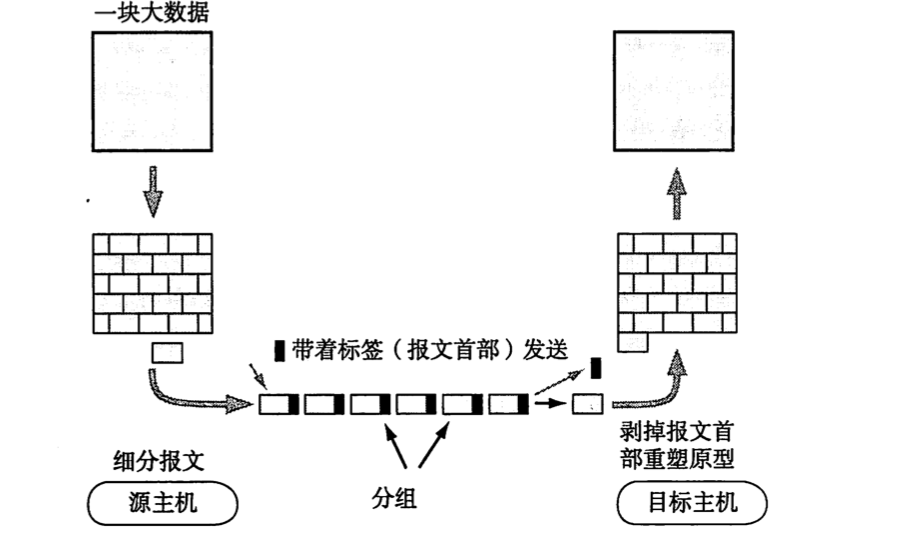 一块大数据
带着标签（报文首部）发送
细分报文
源主机
分组
剥掉报文首
部重塑原型
目标主机